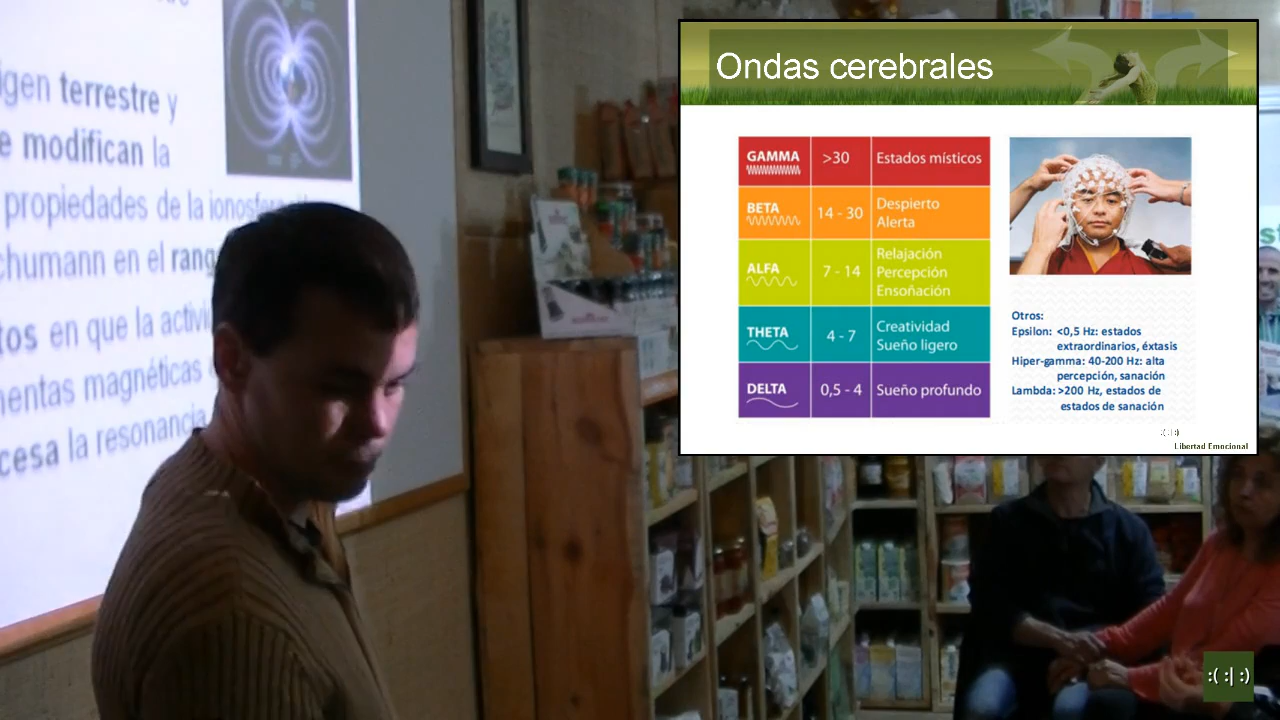 igen terrestre y
e modifican la
propiedades de la ionosfera
chumann en el rang
tos en que la activi
mentas magnéticas
cesa la resonancia
Ondas cerebrales
GAMMA >30 Estados místicos
BETA 14 - 30 Despierto
Alerta
ALFA 7 - 14 Relajación
Percepción
Ensoñación
THETA 4 - 7 Creatividad
Sueño ligero
DELTA 0,5 - 4 Sueño profundo
Otros:
Epsilon: <0,5 Hz: estados
extraordinarios, éxtasis
Hiper-gamma: 40-200 Hz: alta
percepción, sanación
Lambda: >200 Hz, estados de
estados de sanación
:( :| :)
Libertad Emocional
:( :| :)